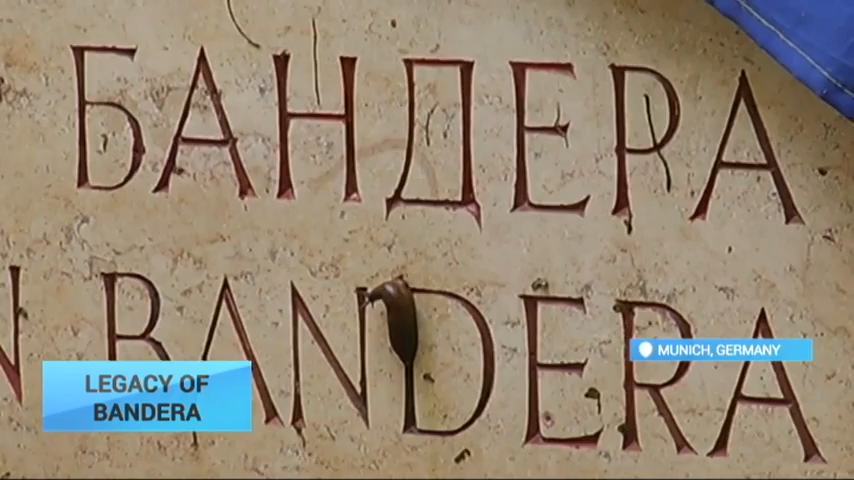 БАНДЕРА
N BANDERA
MUNICH, GERMANY
LEGACY OF
BANDERA